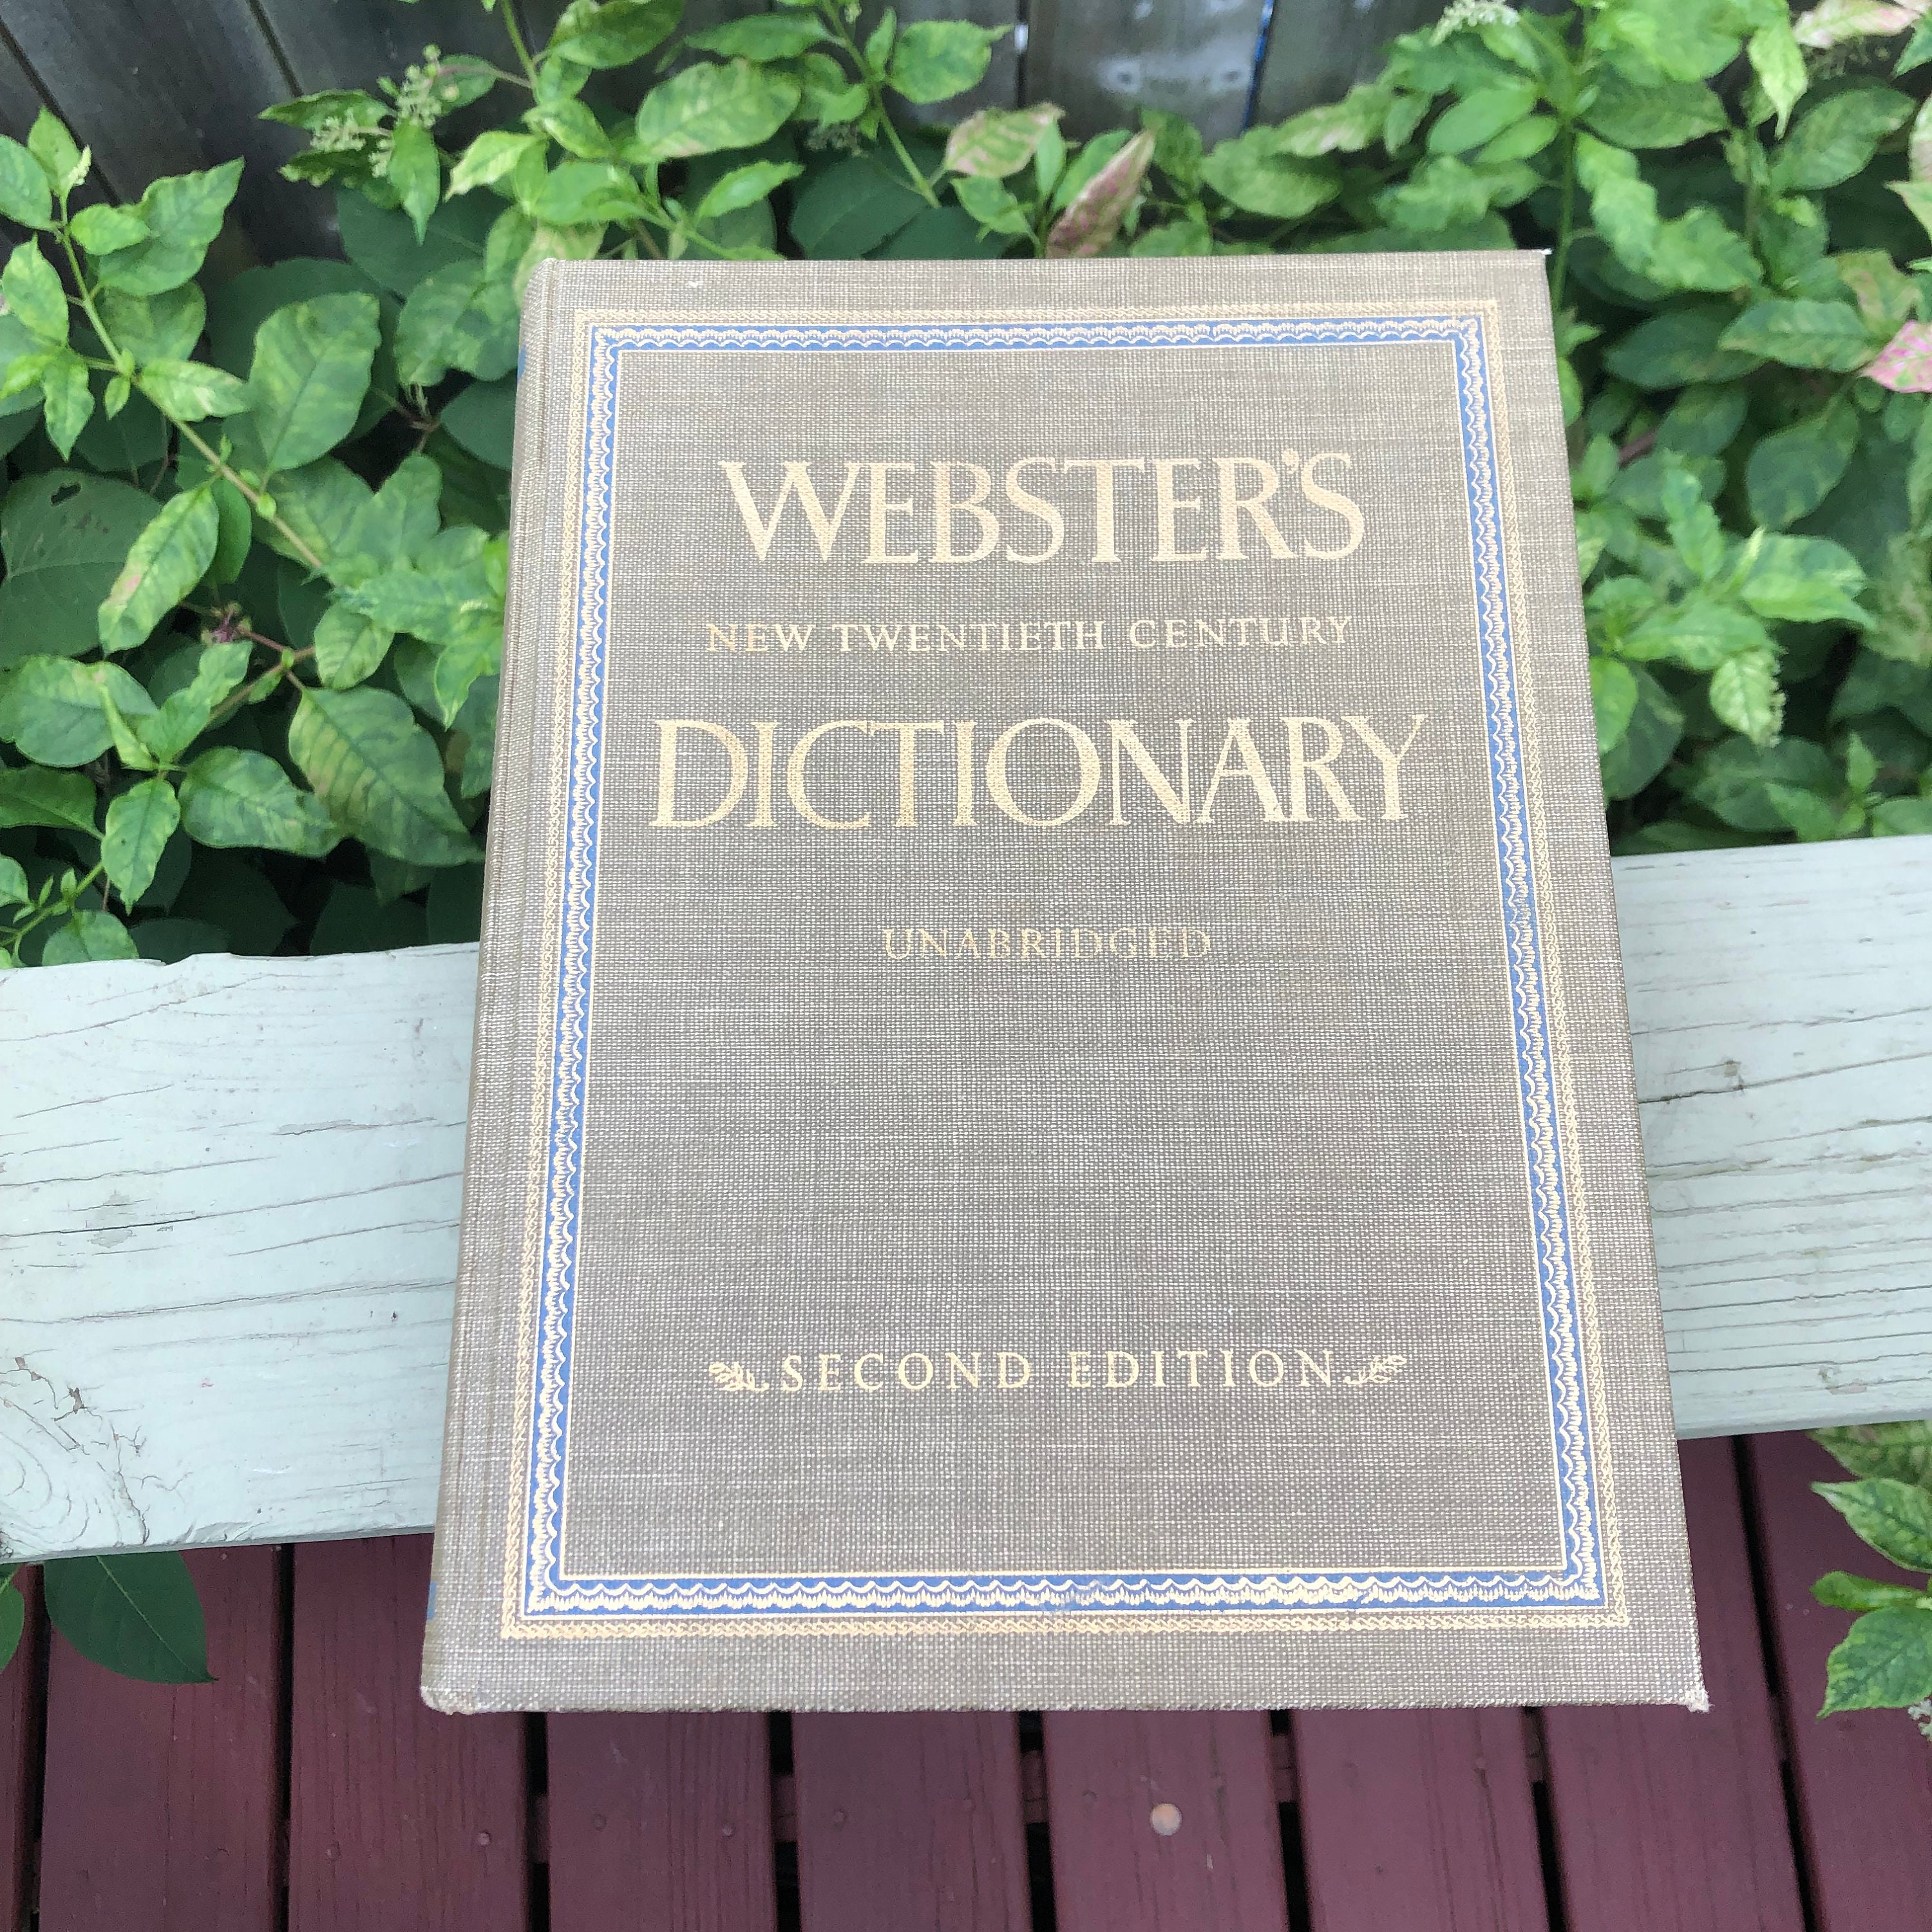 WEBSTER'S
NEW TWENTIETH CENTURY
DICTIONARY
UNABRIDGED
SECOND EDITION